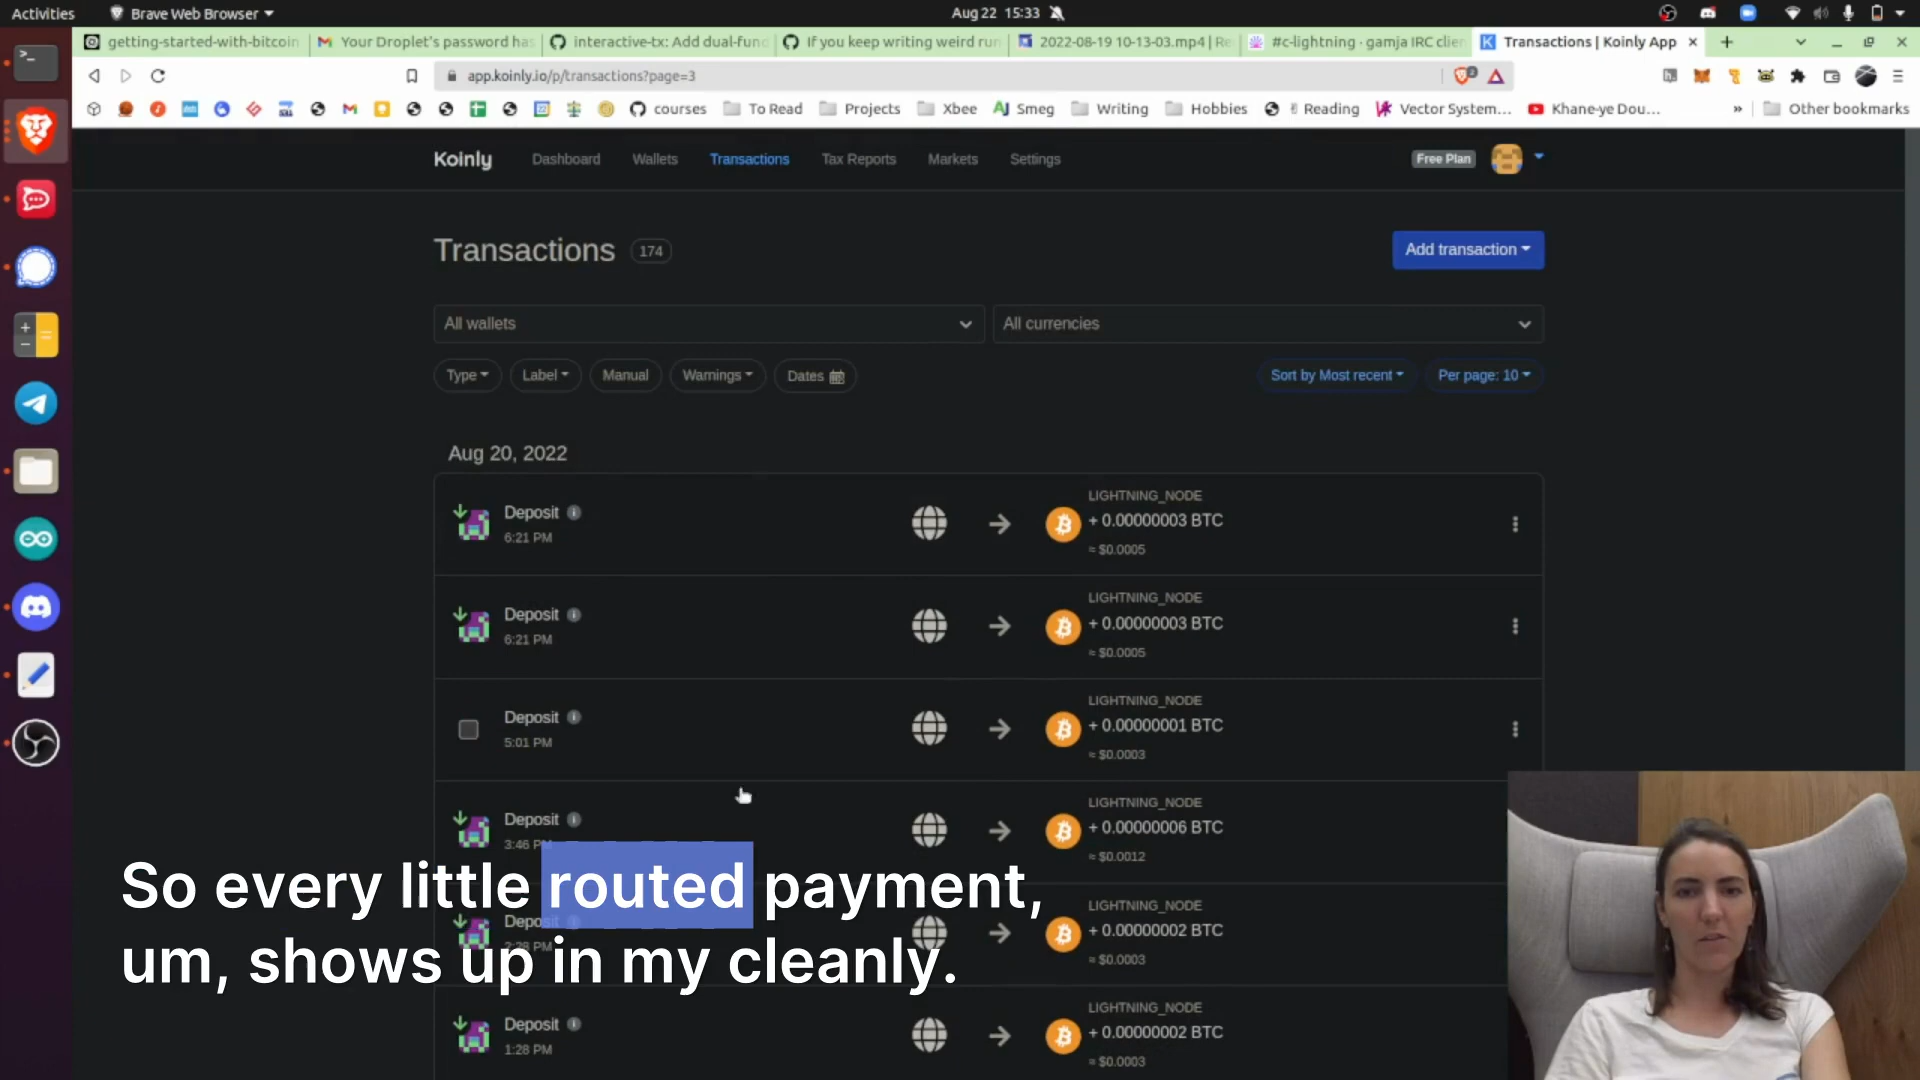 Activities
Brave Web Browser
Aug 22 15:33
getting-started-with-bitcoin
Your Droplet's password has
interactive-tx: Add dual-fund
If you keep writing weird run
2022-08-19 10-13-03.mp4 | Re
#c-lightning · gamja IRC clien
Transactions | Koinly App
app.koinly.io/p/transactions?page=3
courses
To Read
Projects
Xbee
Smeg
Writing
Hobbies
Reading
Vector System...
Khane-ye Dou...
»
Other bookmarks
Koinly
Dashboard
Wallets
Transactions
Tax Reports
Markets
Settings
Free Plan
Transactions 174
Add transaction
All wallets
All currencies
Type
Label
Manual
Warnings
Dates
Sort by Most recent
Per page: 10
Aug 20, 2022
Deposit
6:21 PM
LIGHTNING_NODE
+ 0.00000003 BTC
≈ $0.0005
Deposit
6:21 PM
LIGHTNING_NODE
+ 0.00000003 BTC
≈ $0.0005
Deposit
5:01 PM
LIGHTNING_NODE
+ 0.00000001 BTC
≈ $0.0003
Deposit
3:46 PM
LIGHTNING_NODE
+ 0.00000006 BTC
≈ $0.0012
Deposit
2:28 PM
LIGHTNING_NODE
+ 0.00000002 BTC
≈ $0.0003
Deposit
1:28 PM
LIGHTNING_NODE
+ 0.00000002 BTC
≈ $0.0003
So every little routed payment,
um, shows up in my cleanly.